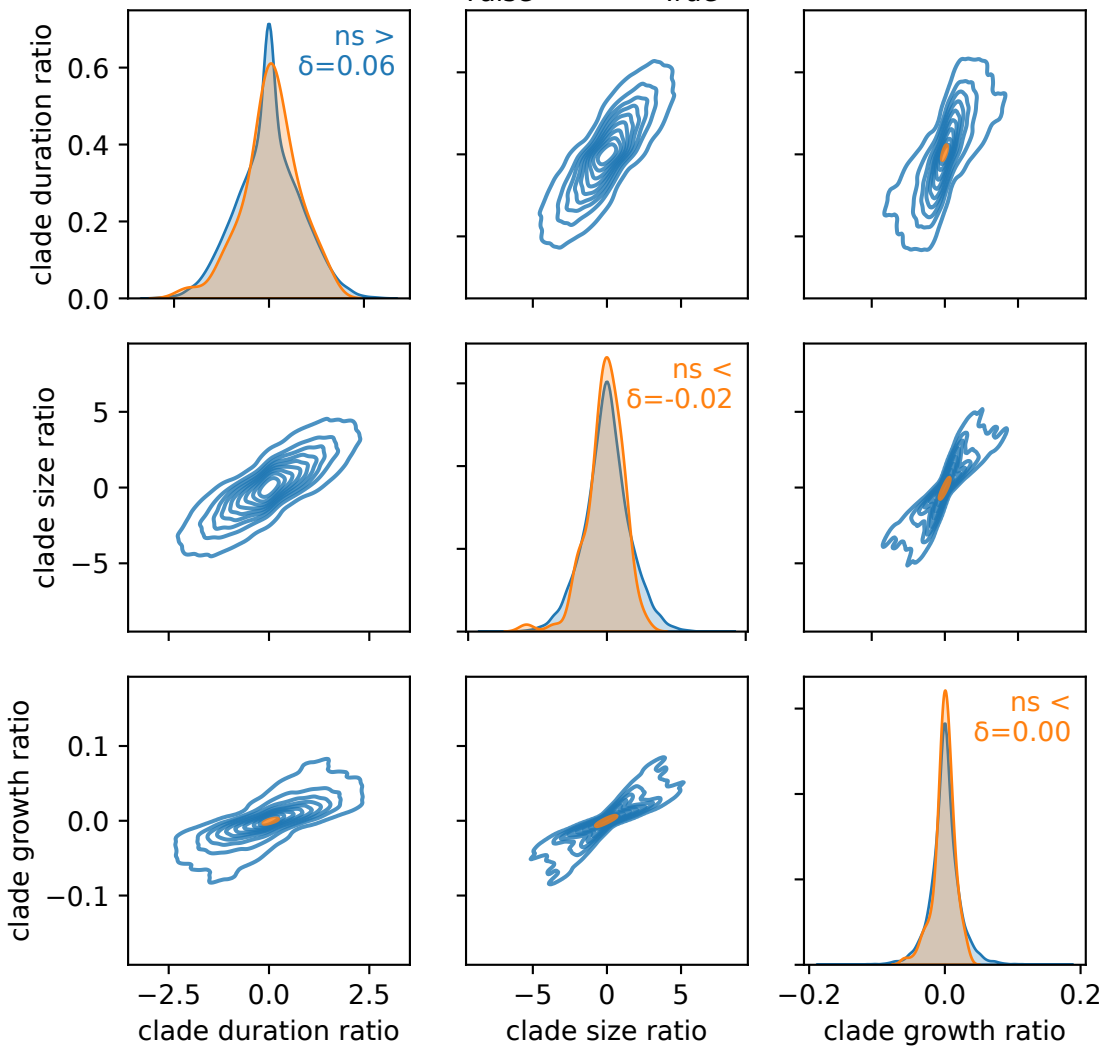 ns >
δ=0.06
clade duration ratio
0.6
0.4
0.2
0.0
ns <
δ=-0.02
clade size ratio
5
0
−5
ns <
δ=0.00
clade growth ratio
0.1
0.0
−0.1
−2.5 0.0 2.5
−5 0 5
−0.2 0.0 0.2
clade duration ratio
clade size ratio
clade growth ratio